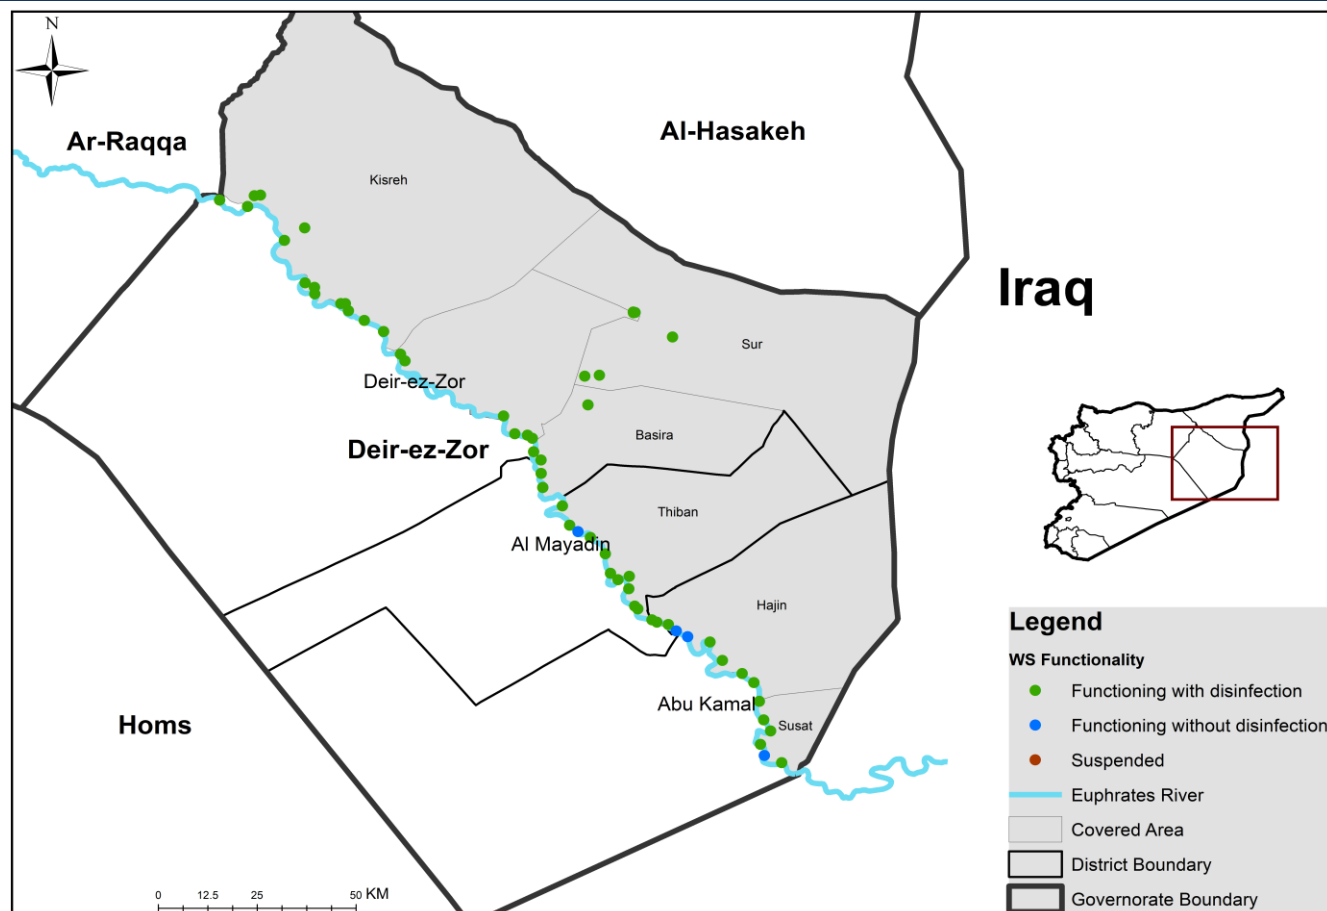 N
Ar-Raqqa
Al-Hasakeh
Kisreh
Iraq
Sur
Deir-ez-Zor
Basira
Deir-ez-Zor
Thiban
Al Mayadin
Hajin
Abu Kamal
Susat
Homs
0 12.5 25 50 KM
Legend
WS Functionality
Functioning with disinfection
Functioning without disinfection
Suspended
Euphrates River
Covered Area
District Boundary
Governorate Boundary